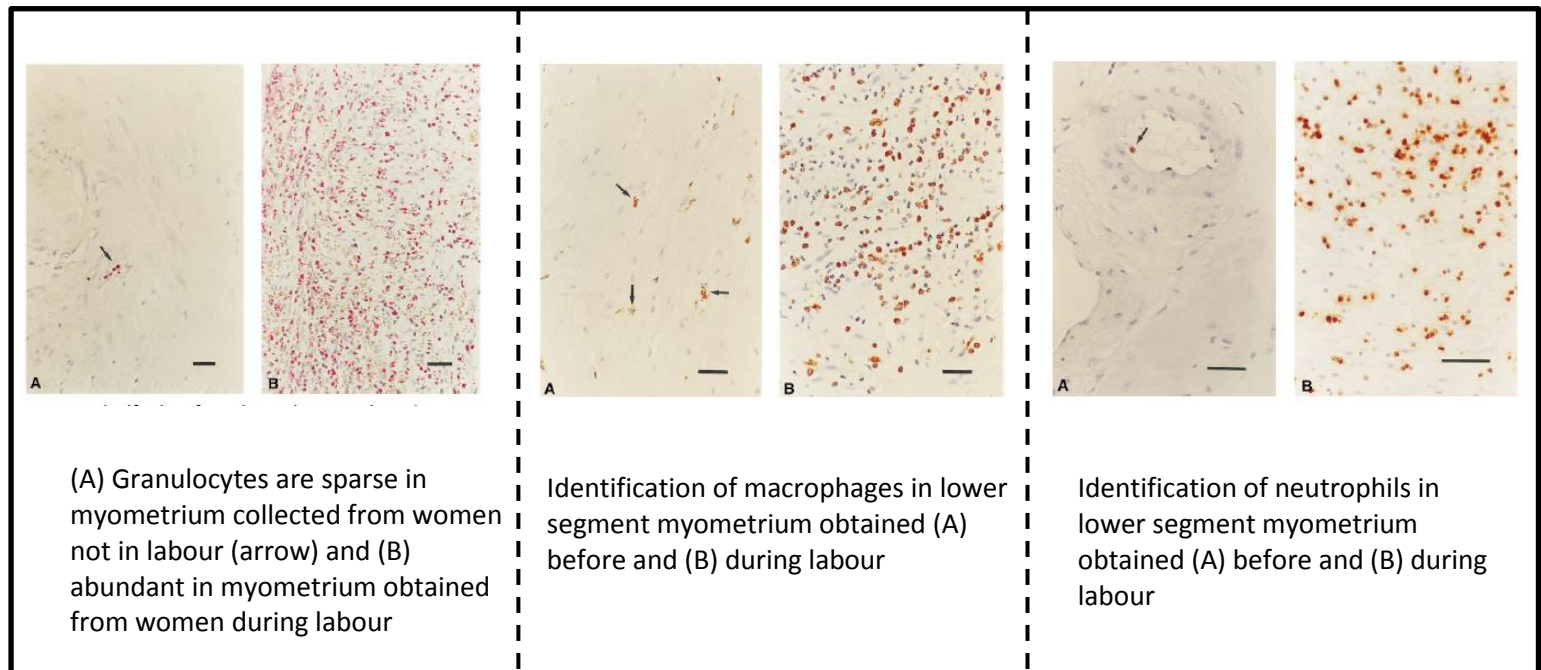 A
B
A
B
A
B
(A) Granulocytes are sparse in
myometrium collected from women
not in labour (arrow) and (B)
abundant in myometrium obtained
from women during labour
Identification of macrophages in lower
segment myometrium obtained (A)
before and (B) during labour
Identification of neutrophils in
lower segment myometrium
obtained (A) before and (B) during
labour